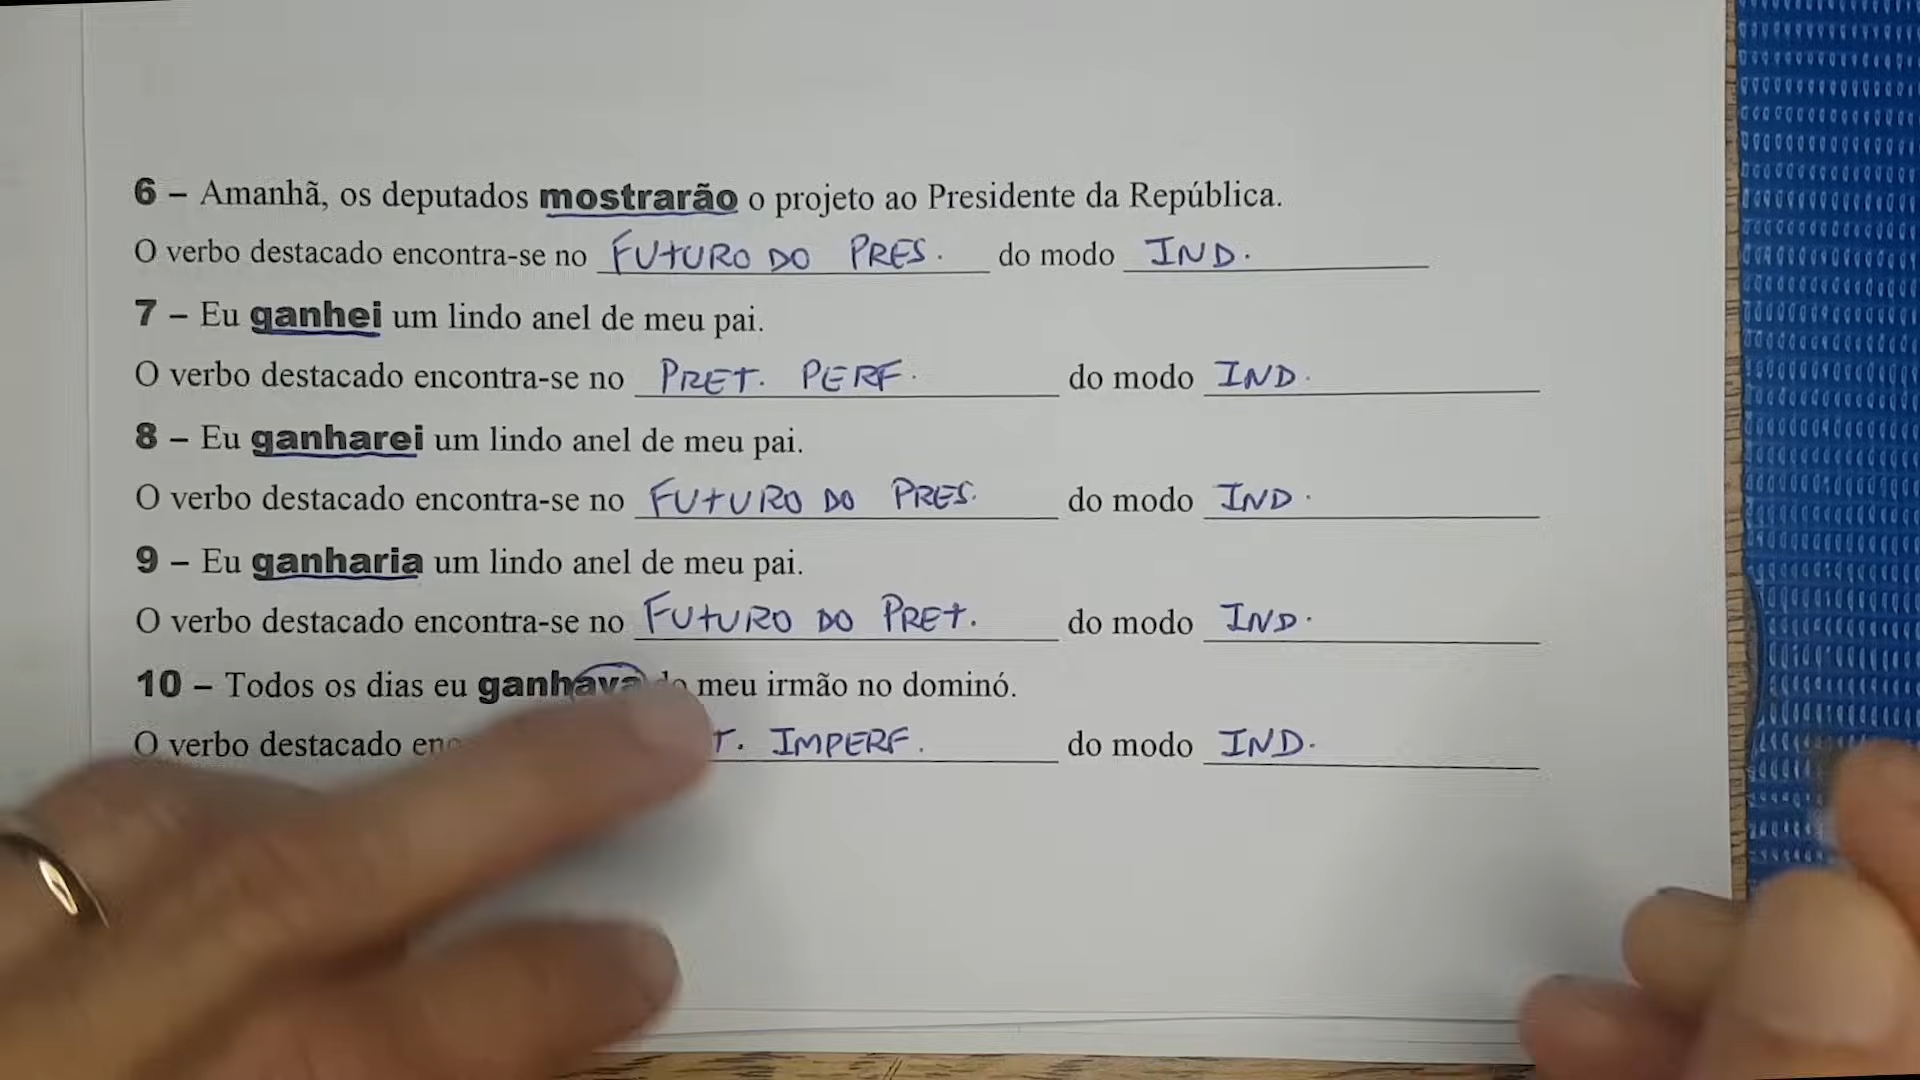 6 – Amanhã, os deputados mostrarão o projeto ao Presidente da República.
O verbo destacado encontra-se no FUTURO DO PRES. do modo IND.
7 – Eu ganhei um lindo anel de meu pai.
O verbo destacado encontra-se no PRET. PERF. do modo IND.
8 – Eu ganharei um lindo anel de meu pai.
O verbo destacado encontra-se no FUTURO DO PRES. do modo IND.
9 – Eu ganharia um lindo anel de meu pai.
O verbo destacado encontra-se no FUTURO DO PRET. do modo IND.
10 – Todos os dias eu ganhava do meu irmão no dominó.
O verbo destacado IMPERF. do modo IND.